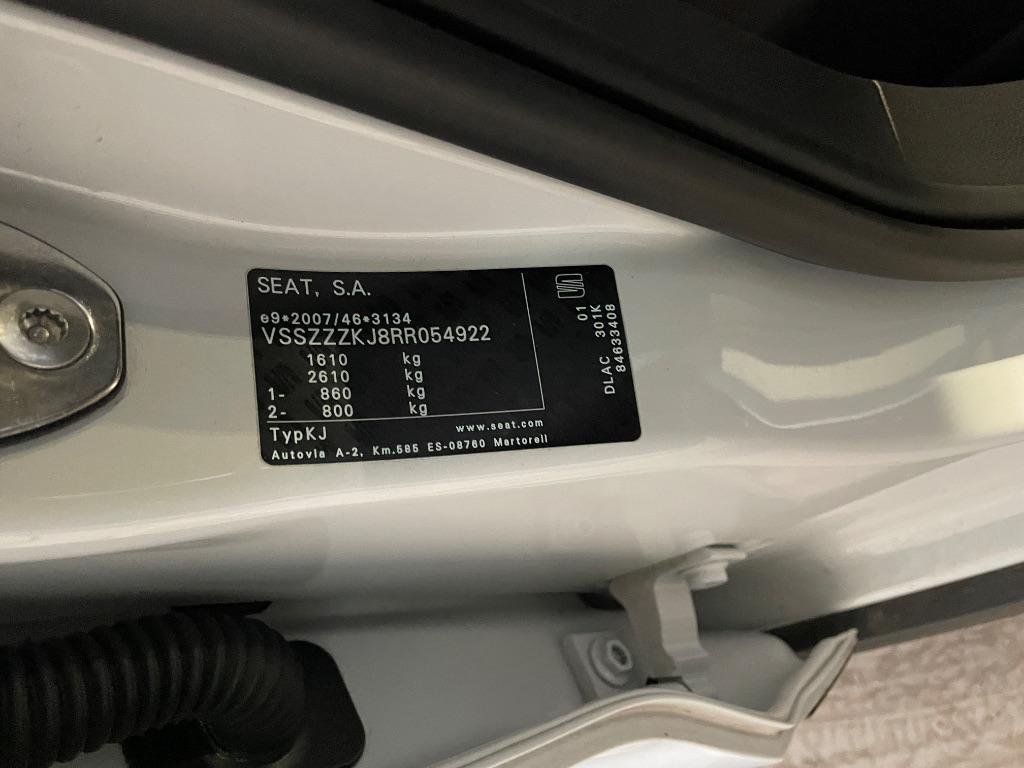 SEAT, S.A.
e9*2007/46*3134
VSSZZZKJ8RR054922
1610 kg
2610 kg
1- 860 kg
2- 800 kg
TypKJ www.seat.com
Autovia A-2, Km.585 ES-08760 Martorell
01
DLAC 301K
84633408